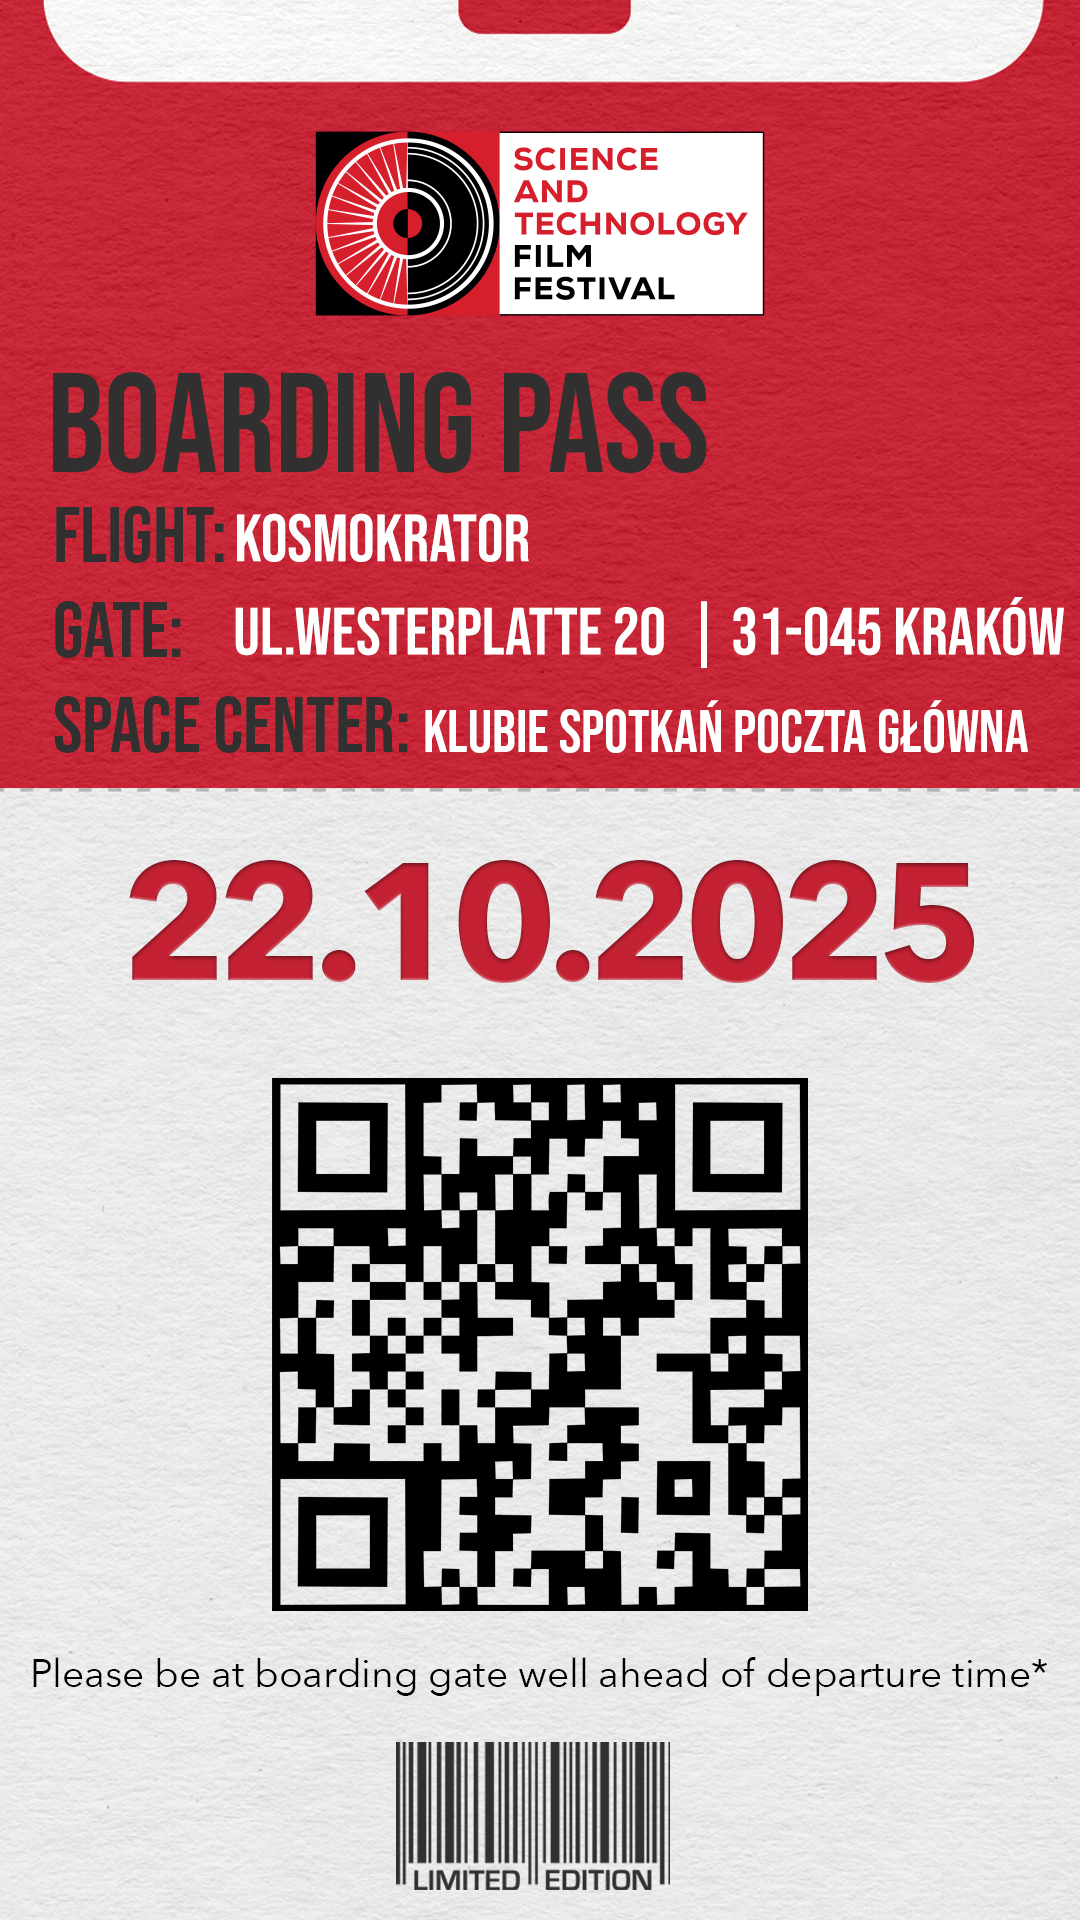 SCIENCE
AND
TECHNOLOGY
FILM
FESTIVAL
BOARDING PASS
FLIGHT: KOSMOKRATOR
GATE: UL.WESTERPLATTE 20 | 31-045 KRAKÓW
SPACE CENTER: KLUBIE SPOTKAŃ POCZTA GŁÓWNA
22.10.2025
Please be at boarding gate well ahead of departure time*
LIMITED EDITION